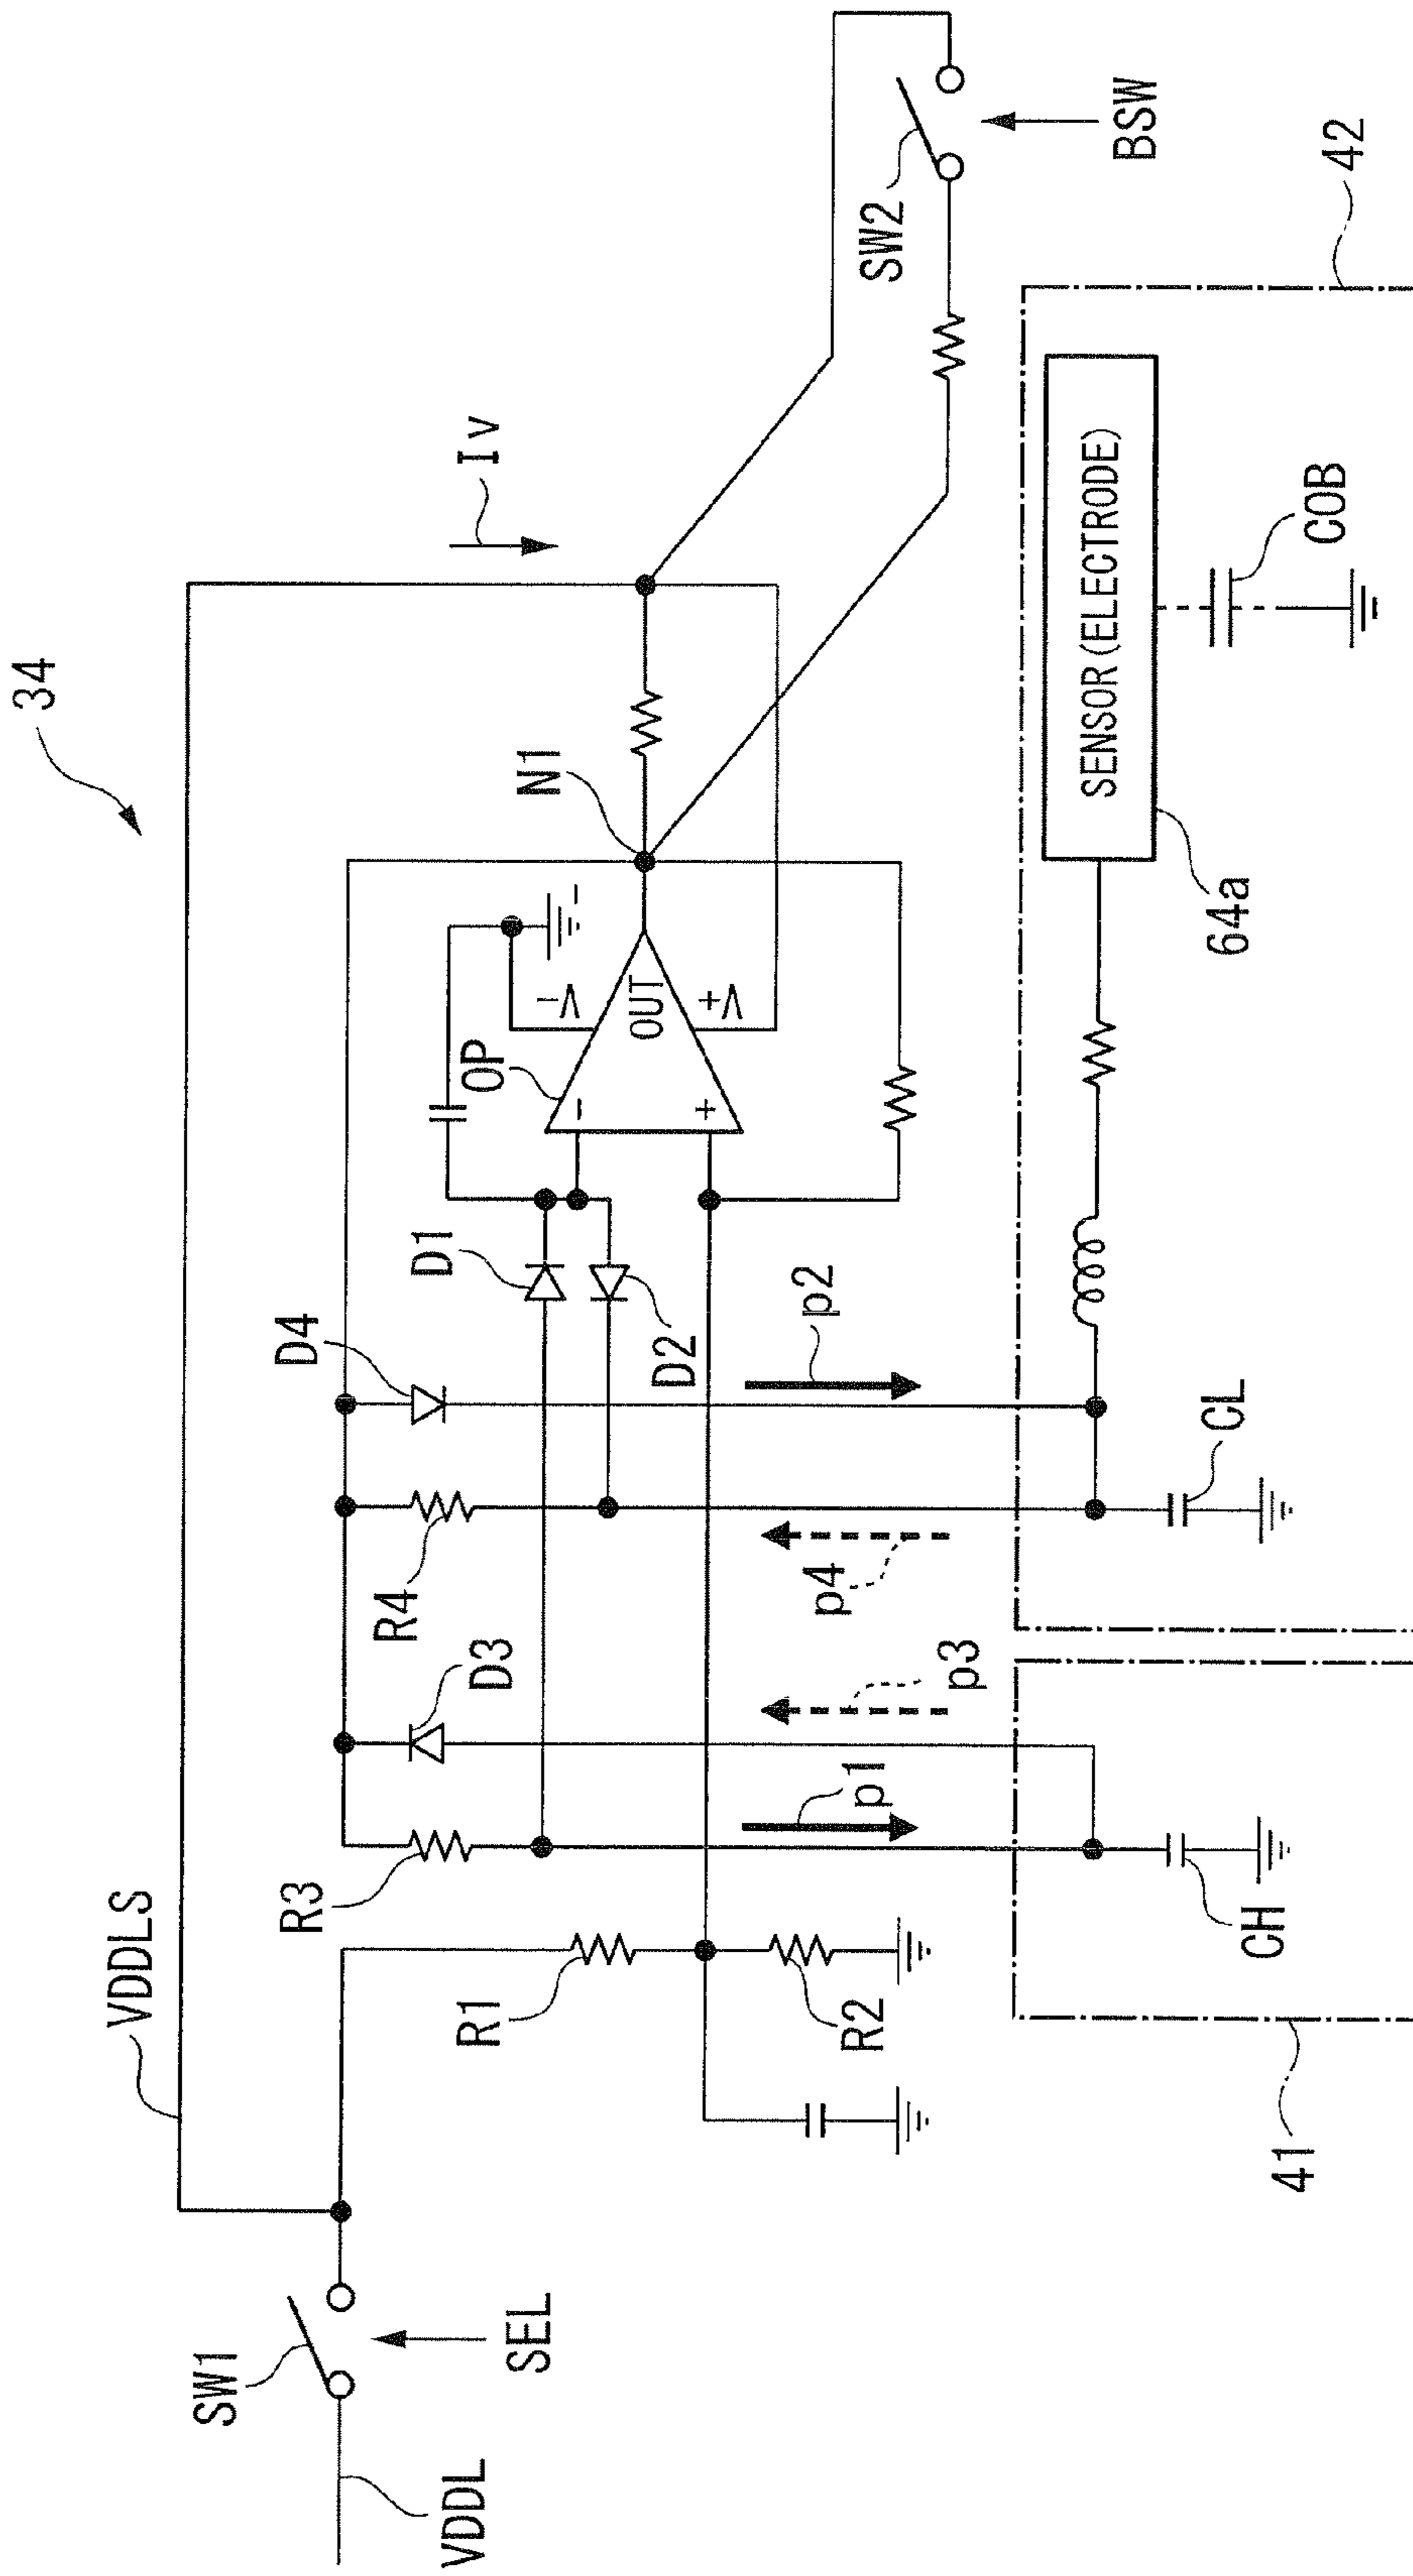 34
VDDLS
SW1
VDDL
SEL
R1
R2
R3
R4
D3
D4
D1
D2
OP
−
+
OUT
V−
V+
N1
Iv
SW2
BSW
p1
p2
p3
p4
CH
CL
41
42
SENSOR(ELECTRODE)
64a
COB